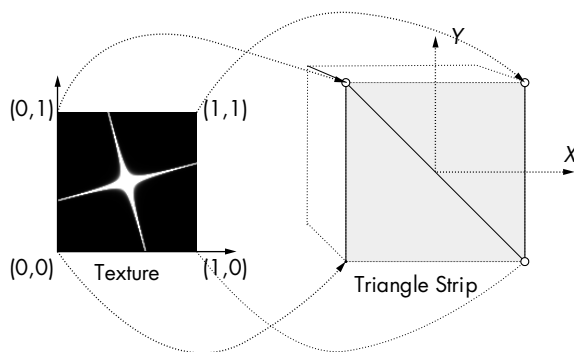 Y
(0,1)
(1,1)
X
(0,0)
Texture
(1,0)
Triangle Strip